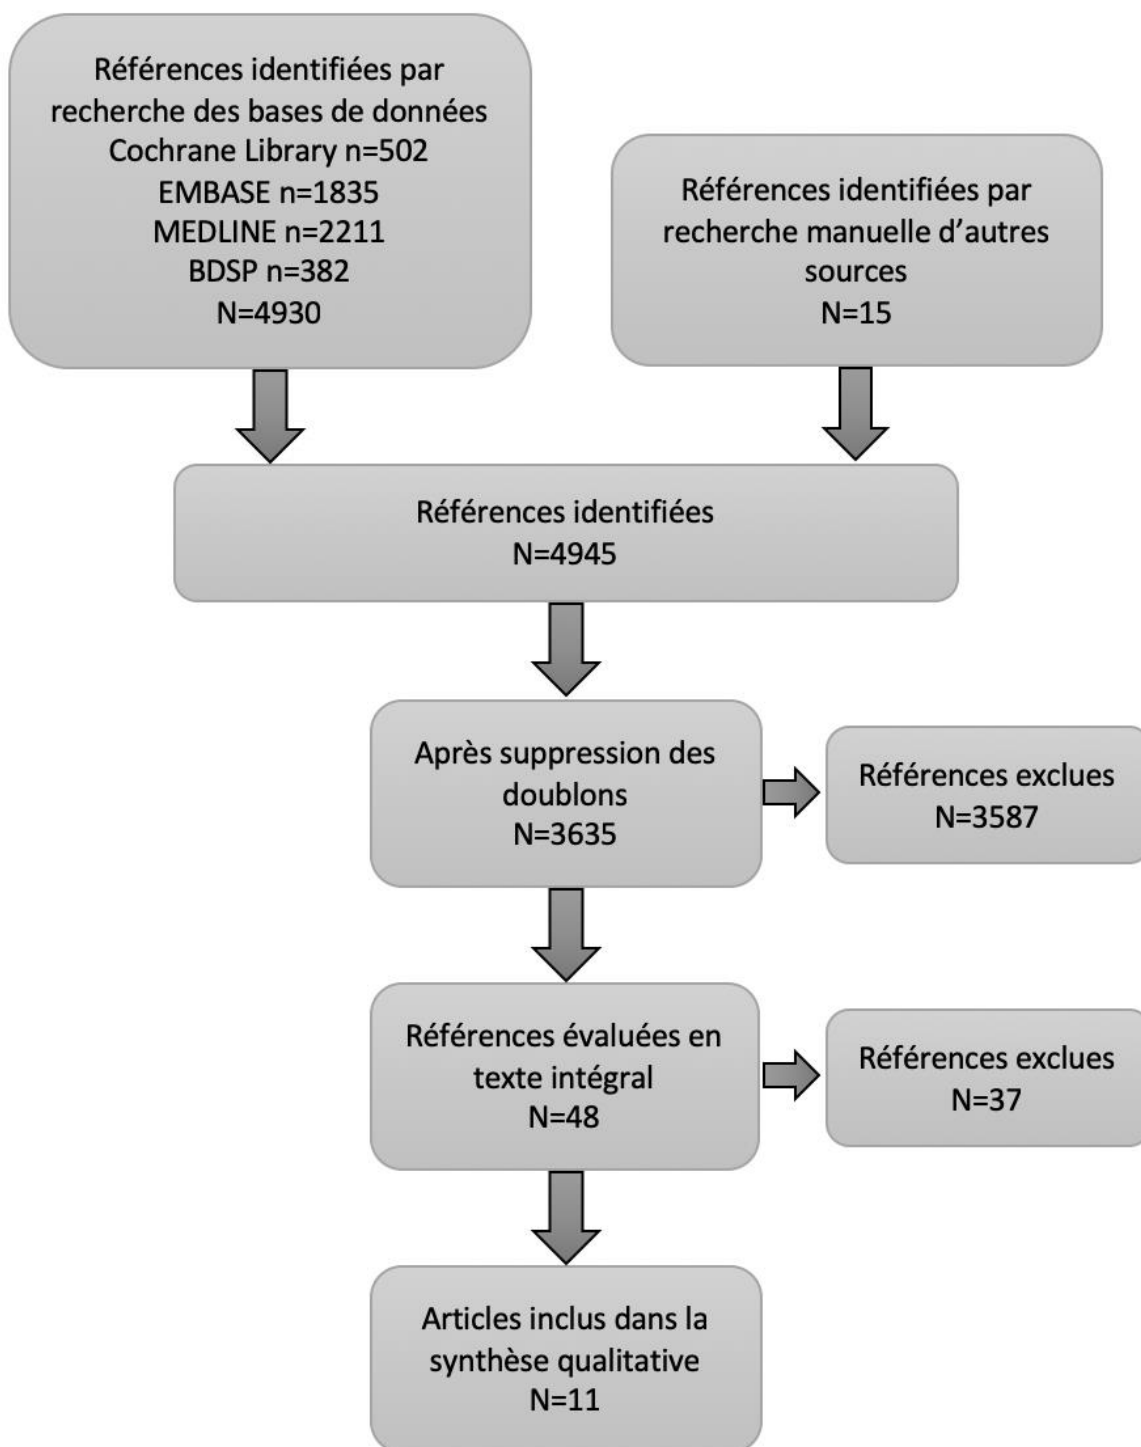 Références identifiées par
recherche des bases de données
Cochrane Library n=502
EMBASE n=1835
MEDLINE n=2211
BDSP n=382
N=4930
Références identifiées par
recherche manuelle d’autres
sources
N=15
Références identifiées
N=4945
Après suppression des
doublons
N=3635
Références exclues
N=3587
Références évaluées en
texte intégral
N=48
Références exclues
N=37
Articles inclus dans la
synthèse qualitative
N=11